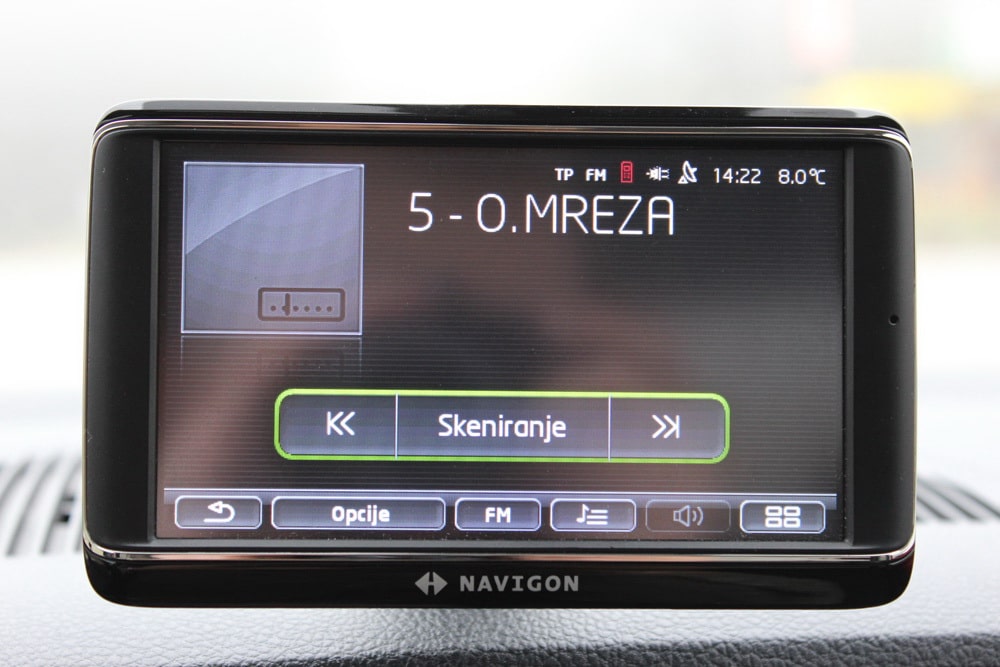 TP FM 14:22 8.0°C
5 - O.MREZA
Skeniranje
Opcije FM
NAVIGON